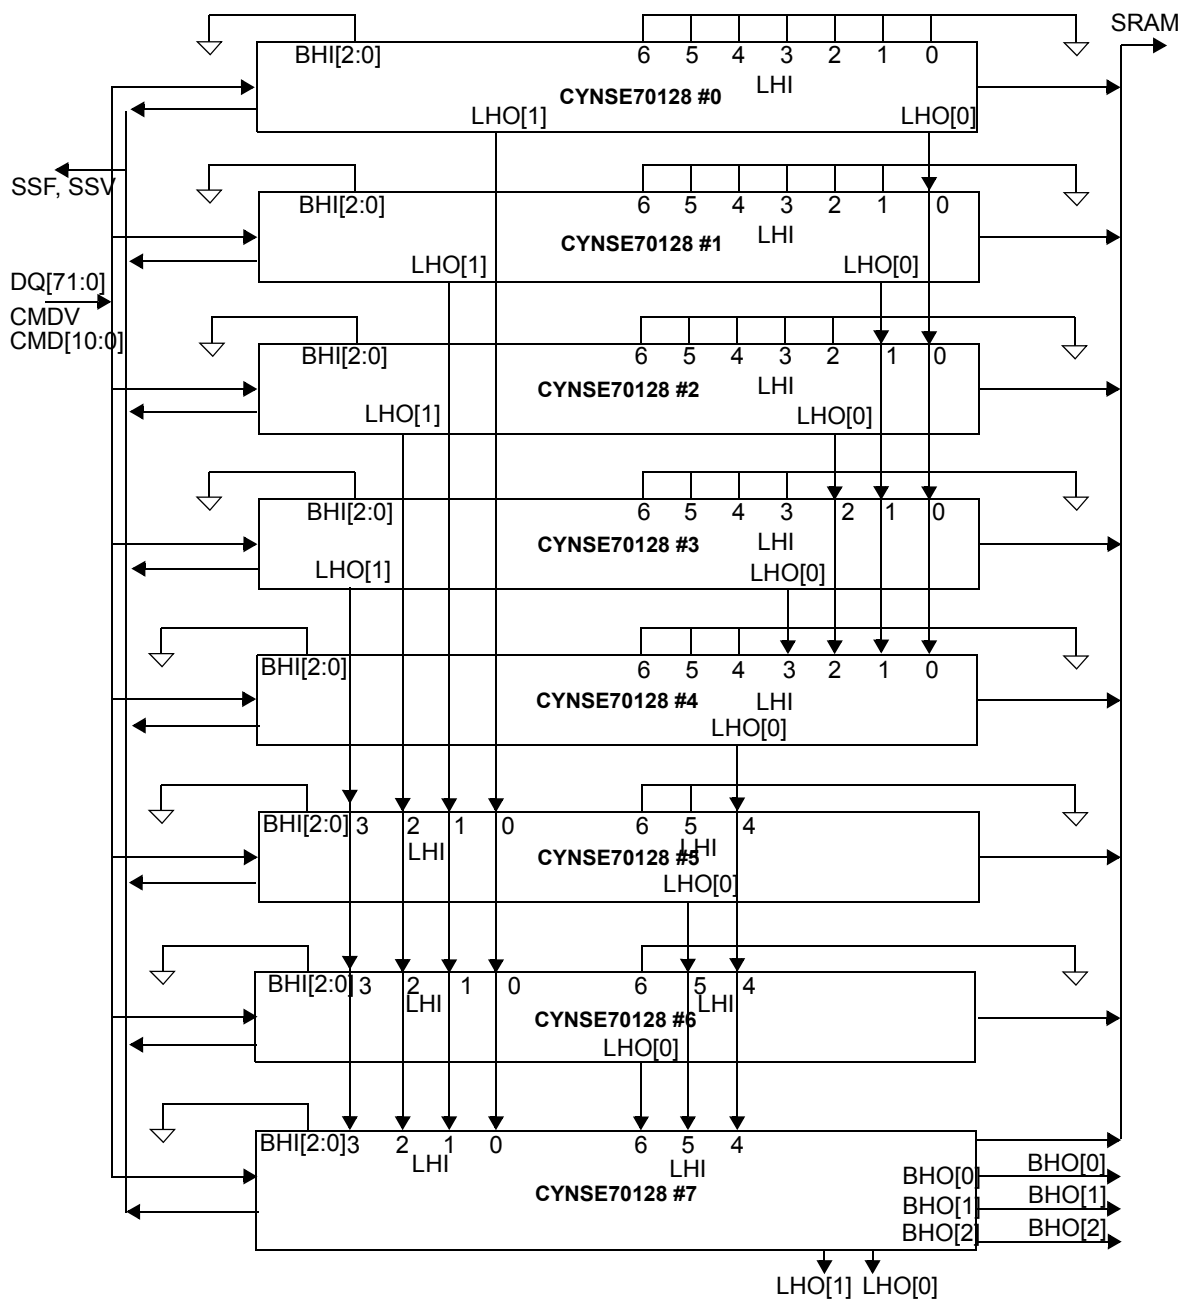 SRAM
BHI[2:0] 6 5 4 3 2 1 0
LHI
CYNSE70128 #0
LHO[1] LHO[0]
SSF, SSV
BHI[2:0] 6 5 4 3 2 1 0
LHI
CYNSE70128 #1
LHO[1] LHO[0]
DQ[71:0]
CMDV
CMD[10:0]
BHI[2:0] 6 5 4 3 2 1 0
LHI
CYNSE70128 #2
LHO[1] LHO[0]
BHI[2:0] 6 5 4 3 2 1 0
LHI
CYNSE70128 #3
LHO[1] LHO[0]
BHI[2:0] 6 5 4 3 2 1 0
LHI
CYNSE70128 #4
LHO[0]
BHI[2:0] 3 2 1 0 6 5 4
LHI LHI
CYNSE70128 #5
LHO[0]
BHI[2:0] 3 2 1 0 6 5 4
LHI LHI
CYNSE70128 #6
LHO[0]
BHI[2:0] 3 2 1 0 6 5 4
LHI LHI
CYNSE70128 #7
BHO[0] BHO[0]
BHO[1] BHO[1]
BHO[2] BHO[2]
LHO[1] LHO[0]